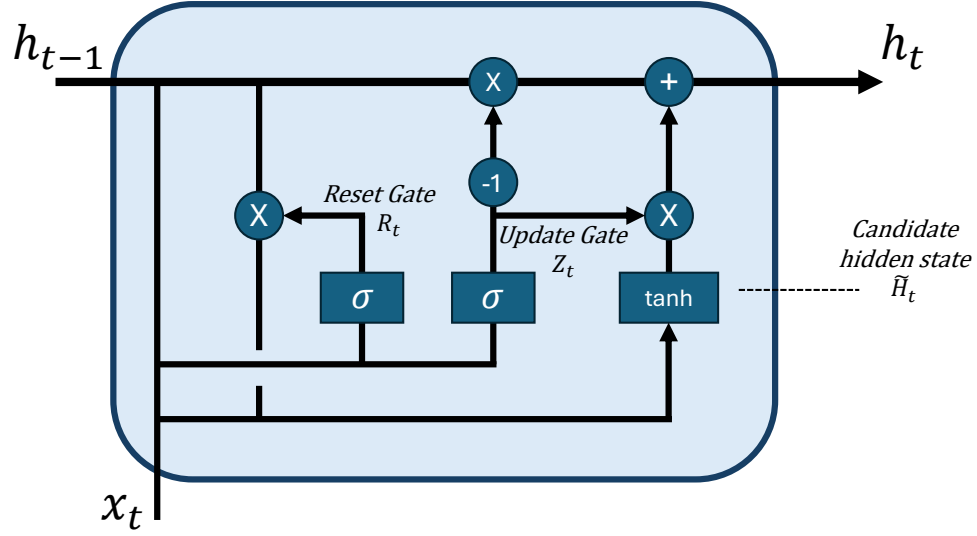 h_{t-1}
h_t
X
+
-1
X
Reset Gate
R_t
X
Update Gate
Z_t
Candidate
hidden state
H̃_t
σ
σ
tanh
x_t